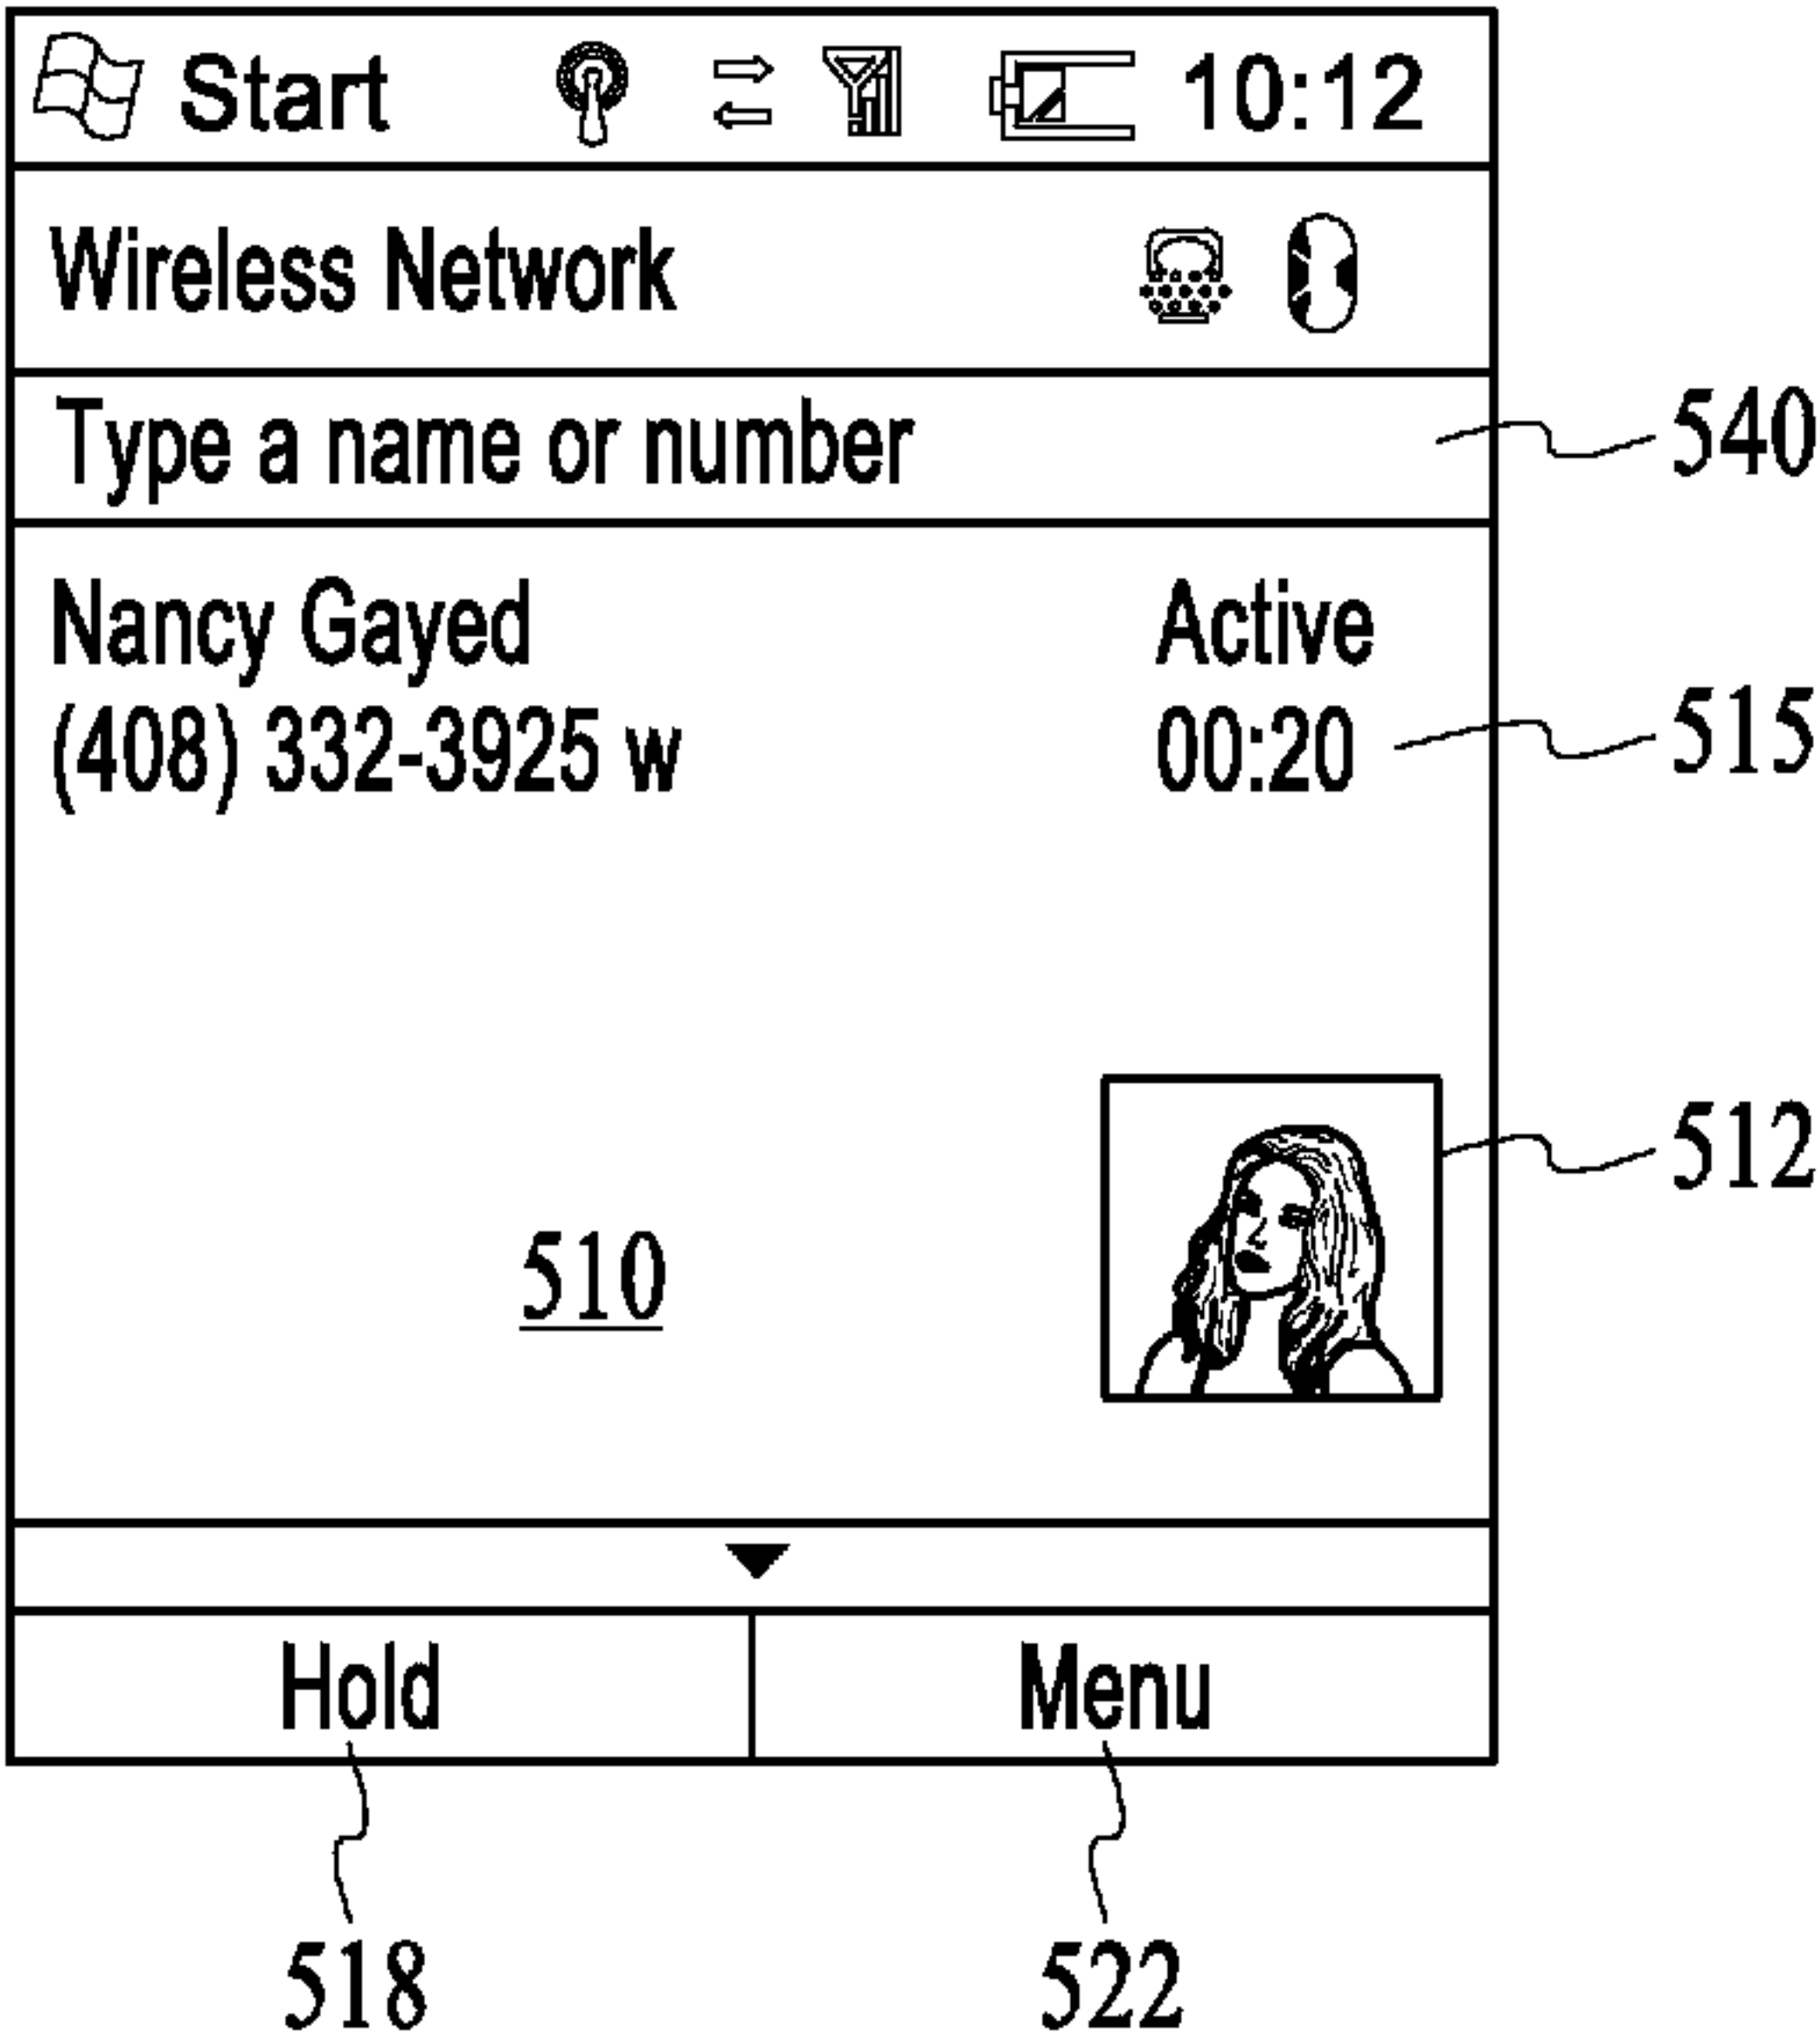 Start 10:12
Wireless Network
Type a name or number 540
Nancy Gayed Active
(408) 332-3925 w 00:20 515
512
510
Hold Menu
518 522